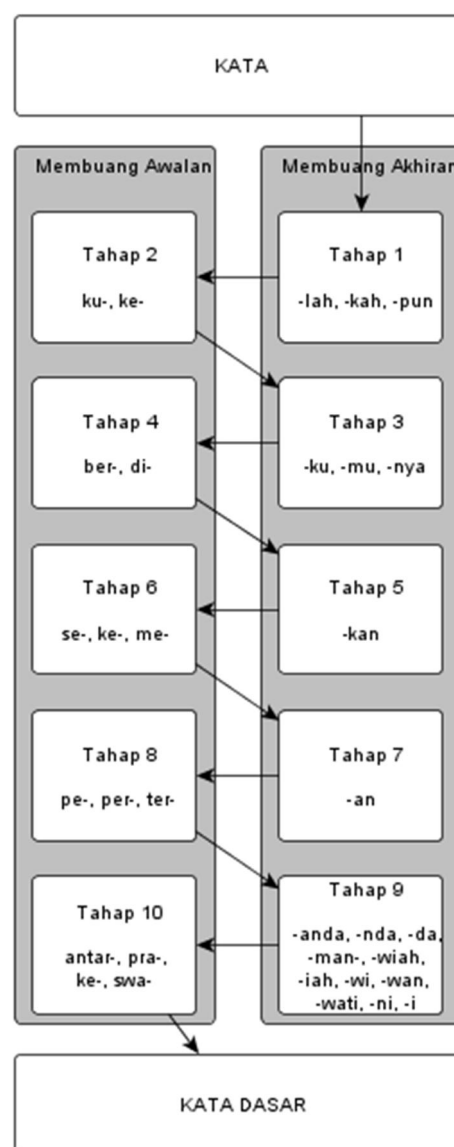 KATA
Membuang Awalan
Membuang Akhiran
Tahap 1
-lah, -kah, -pun
Tahap 2
ku-, ke-
Tahap 3
-ku, -mu, -nya
Tahap 4
ber-, di-
Tahap 5
-kan
Tahap 6
se-, ke-, me-
Tahap 7
-an
Tahap 8
pe-, per-, ter-
Tahap 9
-anda, -nda, -da,
-man-, -wiah,
-iah, -wi, -wan,
-wati, -ni, -i
Tahap 10
antar-, pra-,
ke-, swa-
KATA DASAR